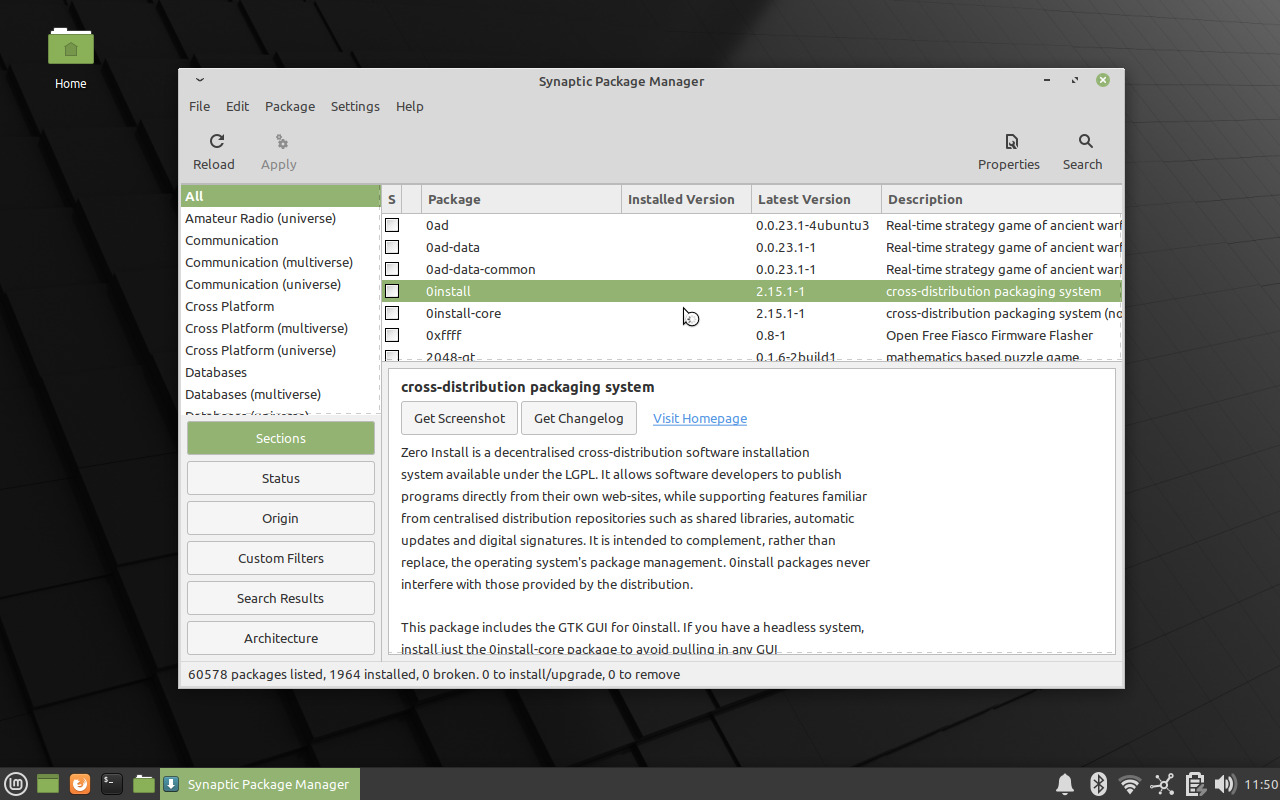 Home
Synaptic Package Manager
File Edit Package Settings Help
Reload Apply Properties Search
All
Amateur Radio (universe)
Communication
Communication (multiverse)
Communication (universe)
Cross Platform
Cross Platform (multiverse)
Cross Platform (universe)
Databases
Databases (multiverse)
Databases (universe)
Sections
Status
Origin
Custom Filters
Search Results
Architecture
S Package Installed Version Latest Version Description
0ad 0.0.23.1-4ubuntu3 Real-time strategy game of ancient warf
0ad-data 0.0.23.1-1 Real-time strategy game of ancient warf
0ad-data-common 0.0.23.1-1 Real-time strategy game of ancient warf
0install 2.15.1-1 cross-distribution packaging system
0install-core 2.15.1-1 cross-distribution packaging system (no
0xffff 0.8-1 Open Free Fiasco Firmware Flasher
2048-qt 0.1.6-2build1 mathematics based puzzle game
cross-distribution packaging system
Get Screenshot Get Changelog Visit Homepage
Zero Install is a decentralised cross-distribution software installation
system available under the LGPL. It allows software developers to publish
programs directly from their own web-sites, while supporting features familiar
from centralised distribution repositories such as shared libraries, automatic
updates and digital signatures. It is intended to complement, rather than
replace, the operating system's package management. 0install packages never
interfere with those provided by the distribution.
This package includes the GTK GUI for 0install. If you have a headless system,
install just the 0install-core package to avoid pulling in any GUI
60578 packages listed, 1964 installed, 0 broken. 0 to install/upgrade, 0 to remove
Synaptic Package Manager
11:50